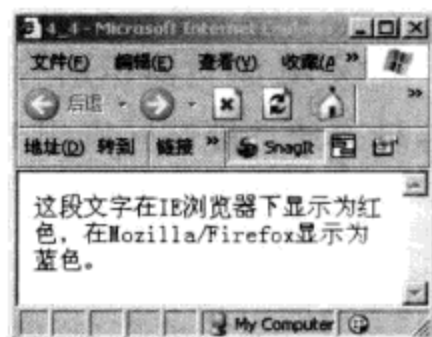 4_4 - Microsoft Internet Explorer
文件(F) 编辑(E) 查看(V) 收藏(A »
后退 »
地址(D) 转到 链接 » SnagIt
这段文字在IE浏览器下显示为红
色，在Mozilla/Firefox显示为
蓝色。
My Computer